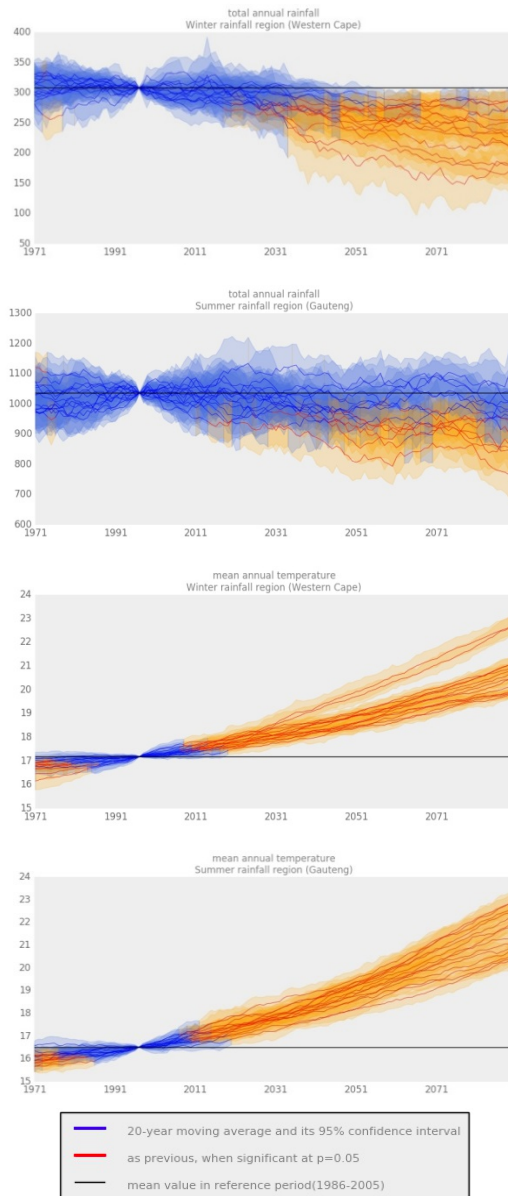 total annual rainfall
Winter rainfall region (Western Cape)
400
350
300
250
200
150
100
50
1971 1991 2011 2031 2051 2071
total annual rainfall
Summer rainfall region (Gauteng)
1300
1200
1100
1000
900
800
700
600
1971 1991 2011 2031 2051 2071
mean annual temperature
Winter rainfall region (Western Cape)
24
23
22
21
20
19
18
17
16
15
1971 1991 2011 2031 2051 2071
mean annual temperature
Summer rainfall region (Gauteng)
24
23
22
21
20
19
18
17
16
15
1971 1991 2011 2031 2051 2071
20-year moving average and its 95% confidence interval
as previous, when significant at p=0.05
mean value in reference period(1986-2005)